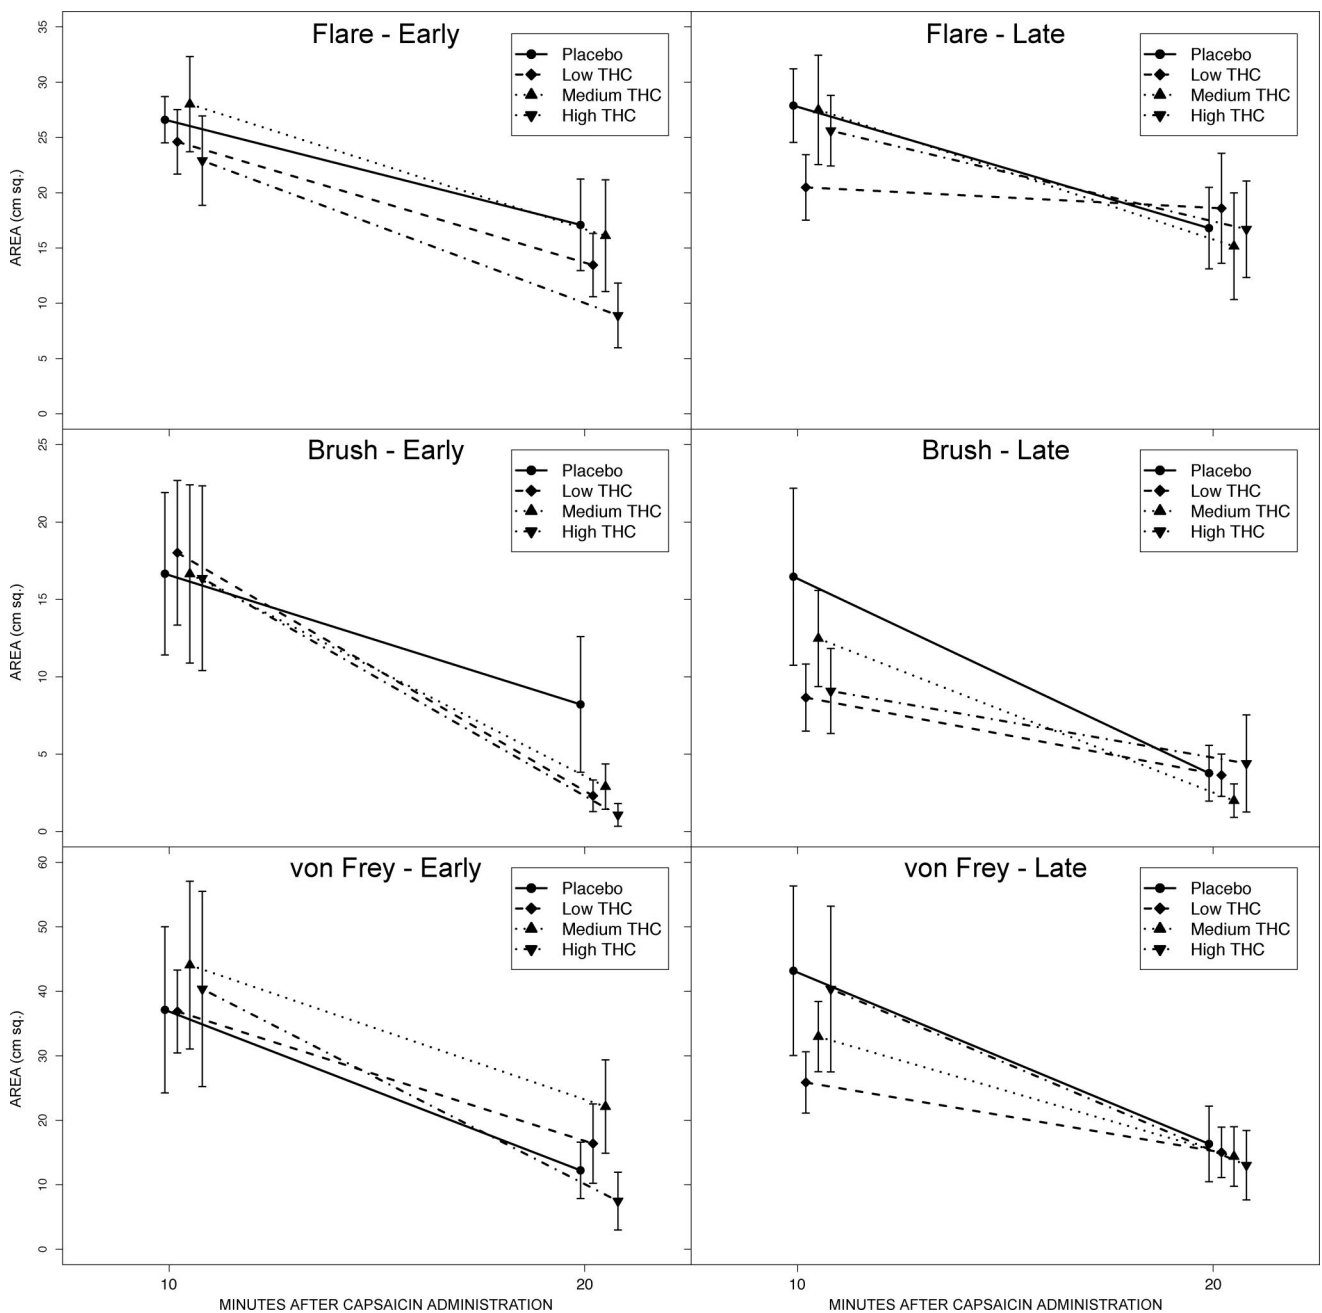 Flare - Early
Placebo
Low THC
Medium THC
High THC
AREA (cm sq.)
35
30
25
20
15
10
5
0
Flare - Late
Placebo
Low THC
Medium THC
High THC
Brush - Early
Placebo
Low THC
Medium THC
High THC
AREA (cm sq.)
25
20
15
10
5
0
Brush - Late
Placebo
Low THC
Medium THC
High THC
von Frey - Early
Placebo
Low THC
Medium THC
High THC
AREA (cm sq.)
60
50
40
30
20
10
0
von Frey - Late
Placebo
Low THC
Medium THC
High THC
10 20
MINUTES AFTER CAPSAICIN ADMINISTRATION
10 20
MINUTES AFTER CAPSAICIN ADMINISTRATION